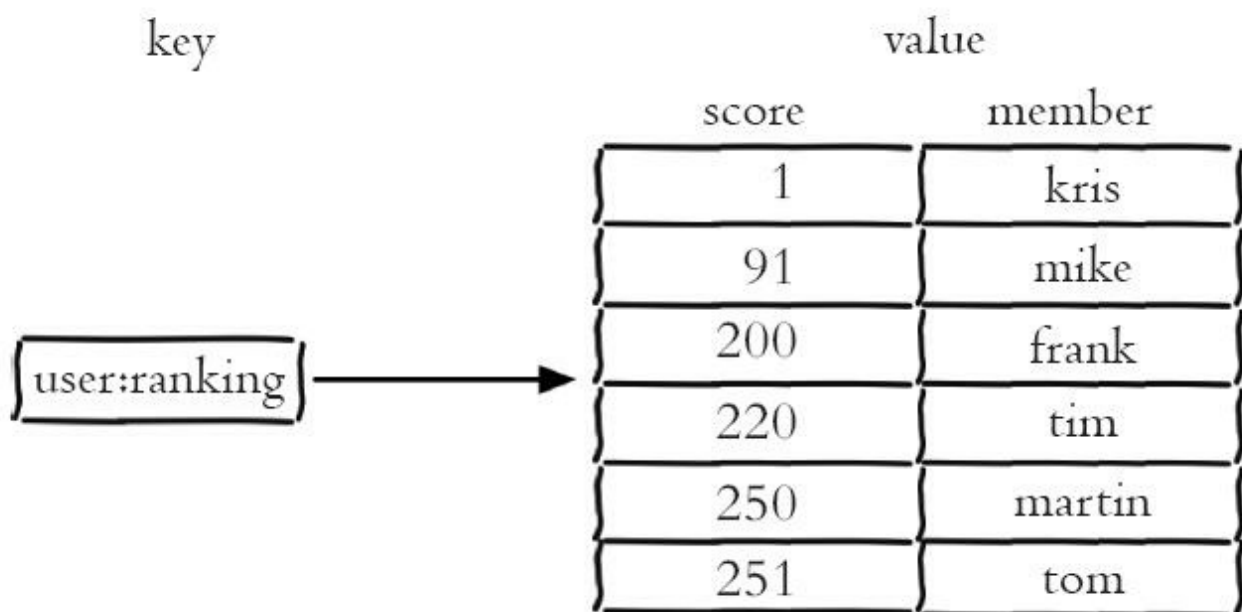 key value
score member
1 kris
91 mike
200 frank
user:ranking
220 tim
250 martin
251 tom